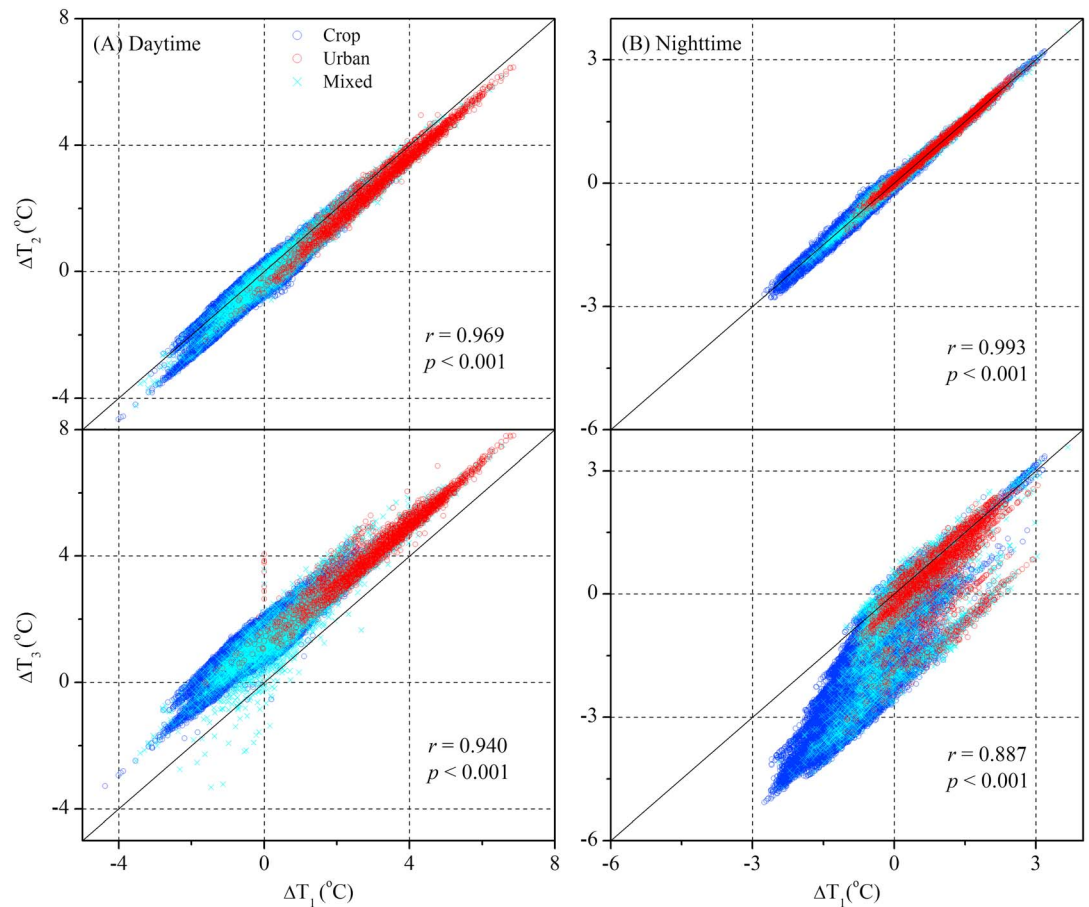 (A) Daytime
Crop
Urban
Mixed
8
4
0
-4
ΔT₂ (°C)
r = 0.969
p < 0.001
(B) Nighttime
3
0
-3
-6
r = 0.993
p < 0.001
8
4
0
-4
ΔT₃ (°C)
r = 0.940
p < 0.001
-4
0
4
8
ΔT₁ (°C)
3
0
-3
-6
r = 0.887
p < 0.001
-6
-3
0
3
ΔT₁ (°C)